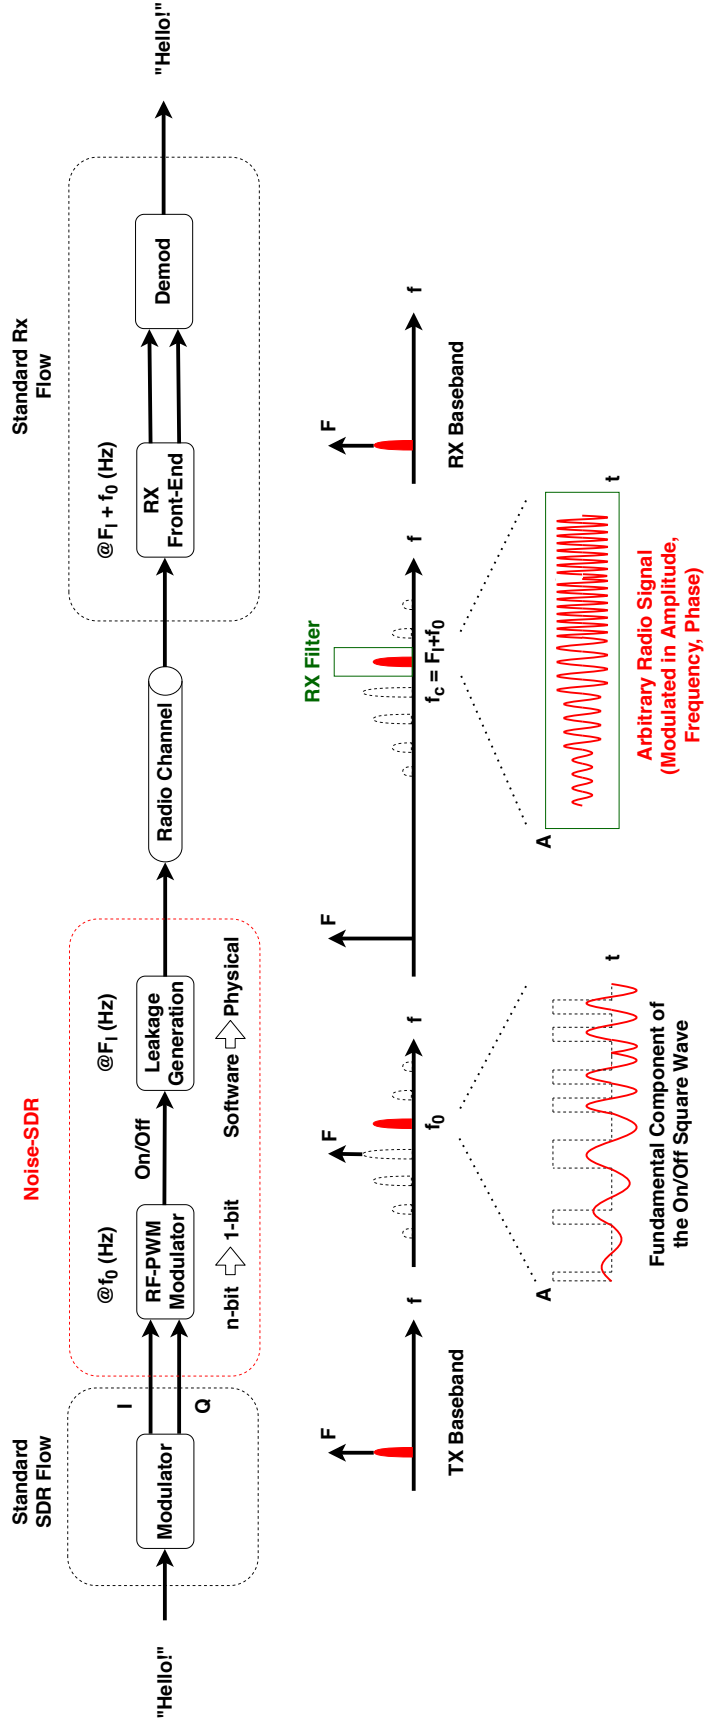 "Hello!"
Standard
SDR Flow
Modulator
I
Q
Noise-SDR
@f0 (Hz)
RF-PWM
Modulator
n-bit
1-bit
On/Off
@Fl (Hz)
Leakage
Generation
Software
Physical
Radio Channel
Standard Rx
Flow
@Fl + f0 (Hz)
RX
Front-End
Demod
"Hello!"
F
f
TX Baseband
F
f
f0
F
f
RX Filter
fc = Fl+f0
F
f
RX Baseband
A
t
Fundamental Component of
the On/Off Square Wave
A
t
Arbitrary Radio Signal
(Modulated in Amplitude,
Frequency, Phase)